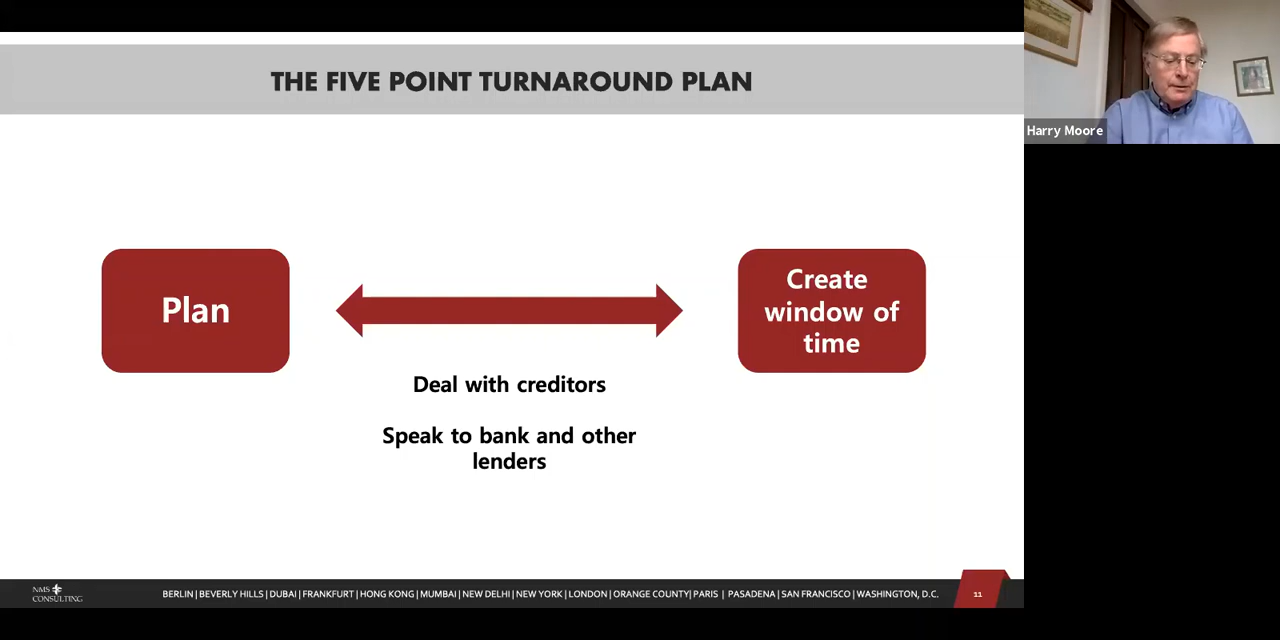 THE FIVE POINT TURNAROUND PLAN
Harry Moore
Plan
Create
window of
time
Deal with creditors
Speak to bank and other
lenders
NMS
CONSULTING
BERLIN | BEVERLY HILLS | DUBAI | FRANKFURT | HONG KONG | MUMBAI | NEW DELHI | NEW YORK | LONDON | ORANGE COUNTY| PARIS | PASADENA | SAN FRANCISCO | WASHINGTON, D.C.
11